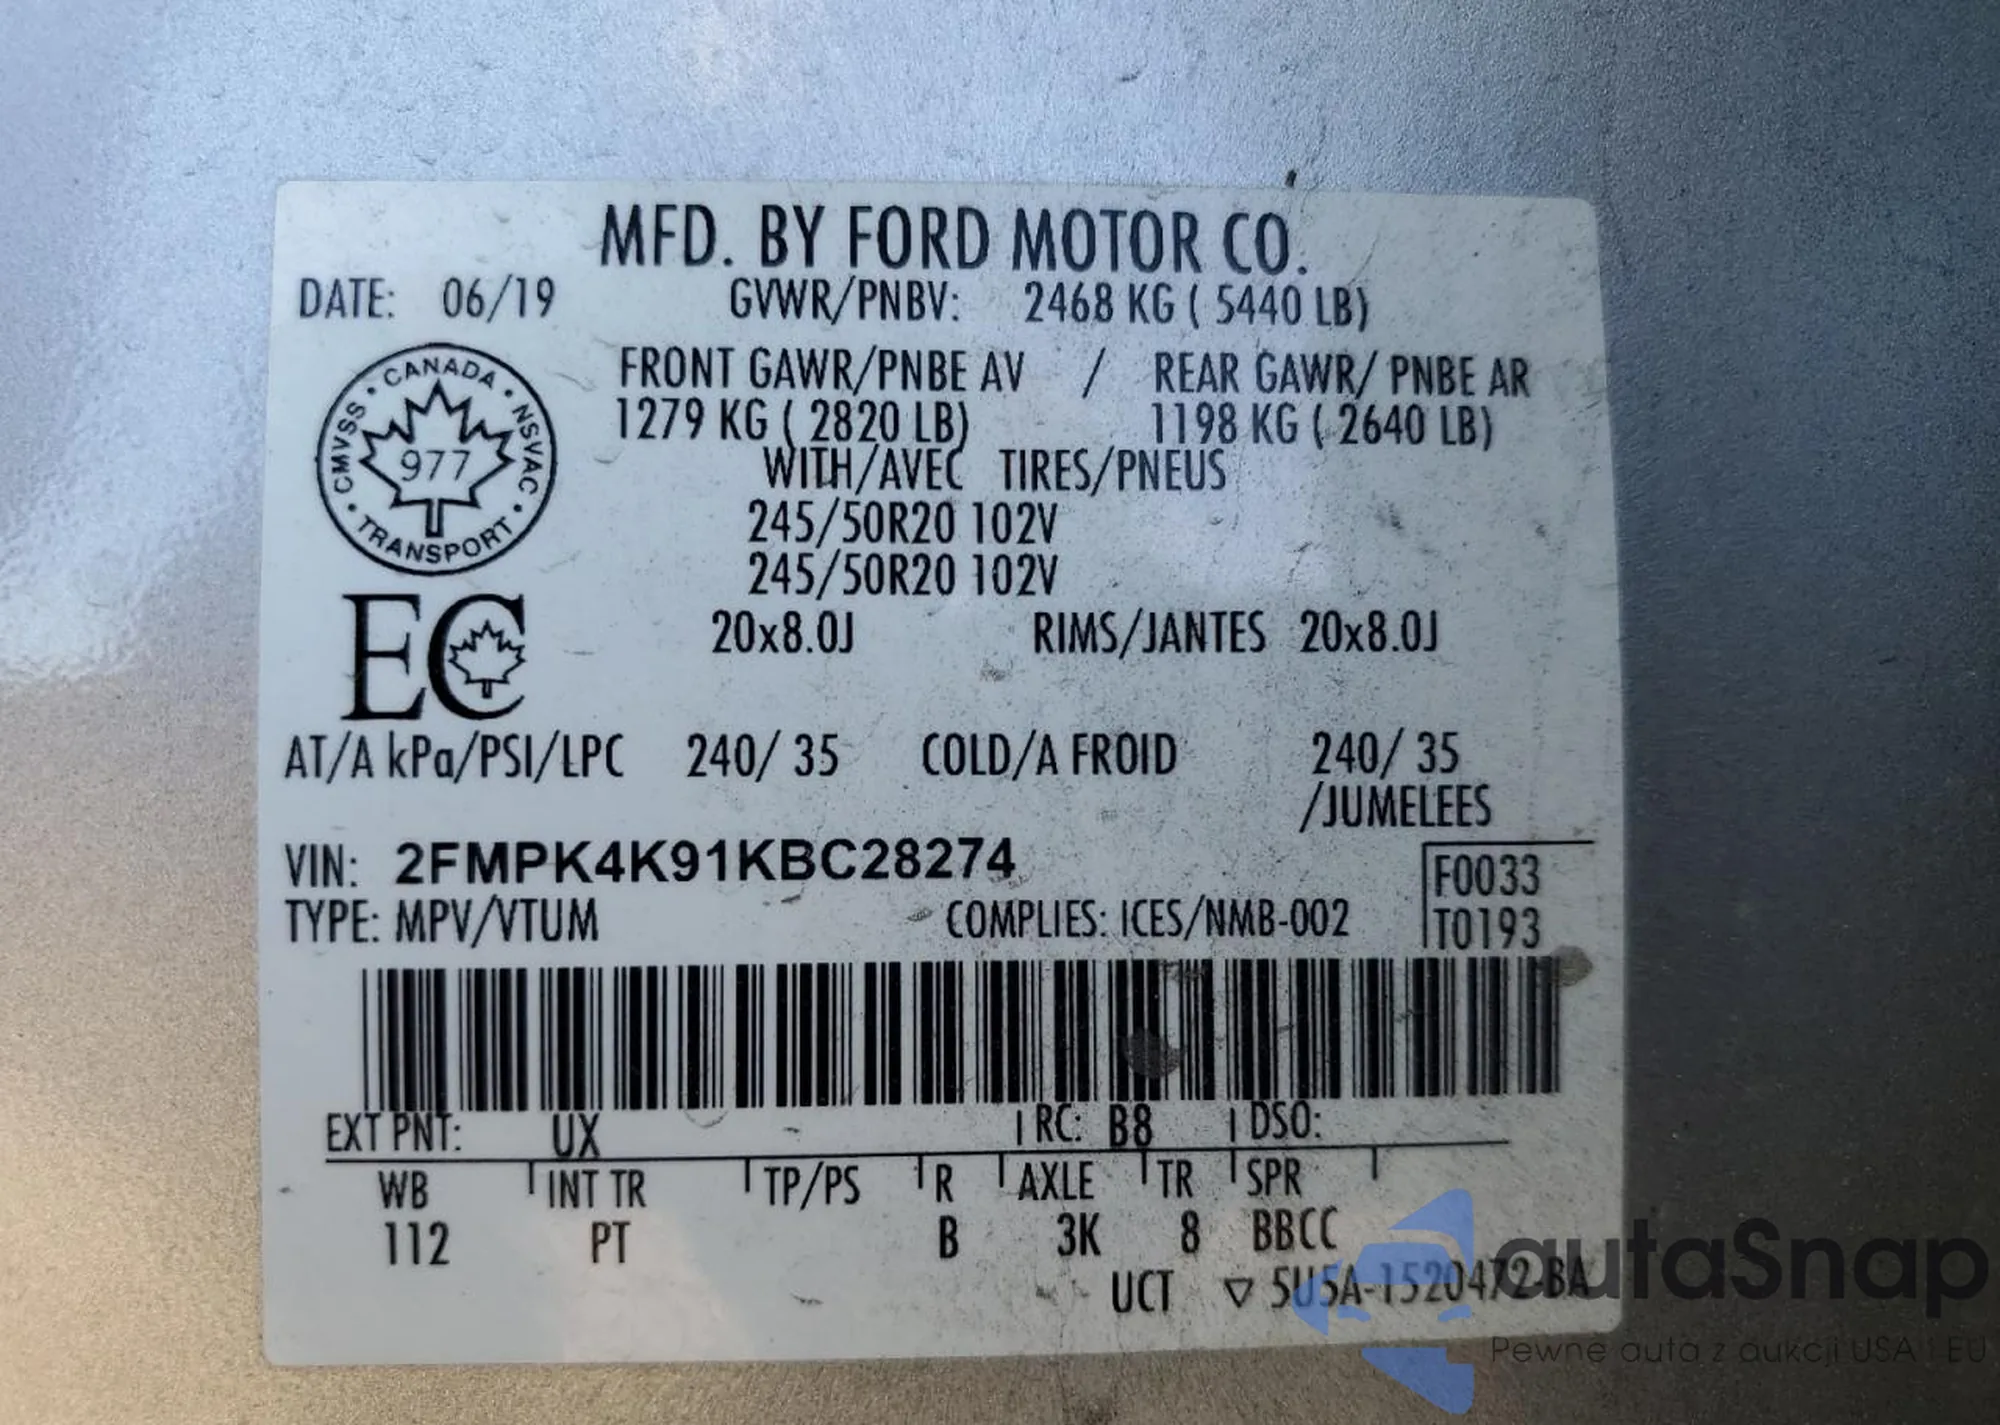 MFD. BY FORD MOTOR CO.
DATE: 06/19 GVWR/PNBV: 2468 KG ( 5440 LB)
FRONT GAWR/PNBE AV / REAR GAWR/ PNBE AR
1279 KG ( 2820 LB) 1198 KG ( 2640 LB)
WITH/AVEC TIRES/PNEUS
245/50R20 102V
245/50R20 102V
20x8.0J RIMS/JANTES 20x8.0J
CANADA
CMVSS 977 NSVAC
TRANSPORT
EC
AT/A kPa/PSI/LPC 240/ 35 COLD/A FROID 240/ 35
/JUMELEES
VIN: 2FMPK4K91KBC28274
F0033
TYPE: MPV/VTUM COMPLIES: ICES/NMB-002 T0193
EXT PNT: UX RC: B8 DSO:
WB INT TR TP/PS R AXLE TR SPR
112 PT B 3K 8 BBCC
UCT ▽ 5U5A-1520472-BA
autaSnap
Pewne auta z aukcji USA i EU